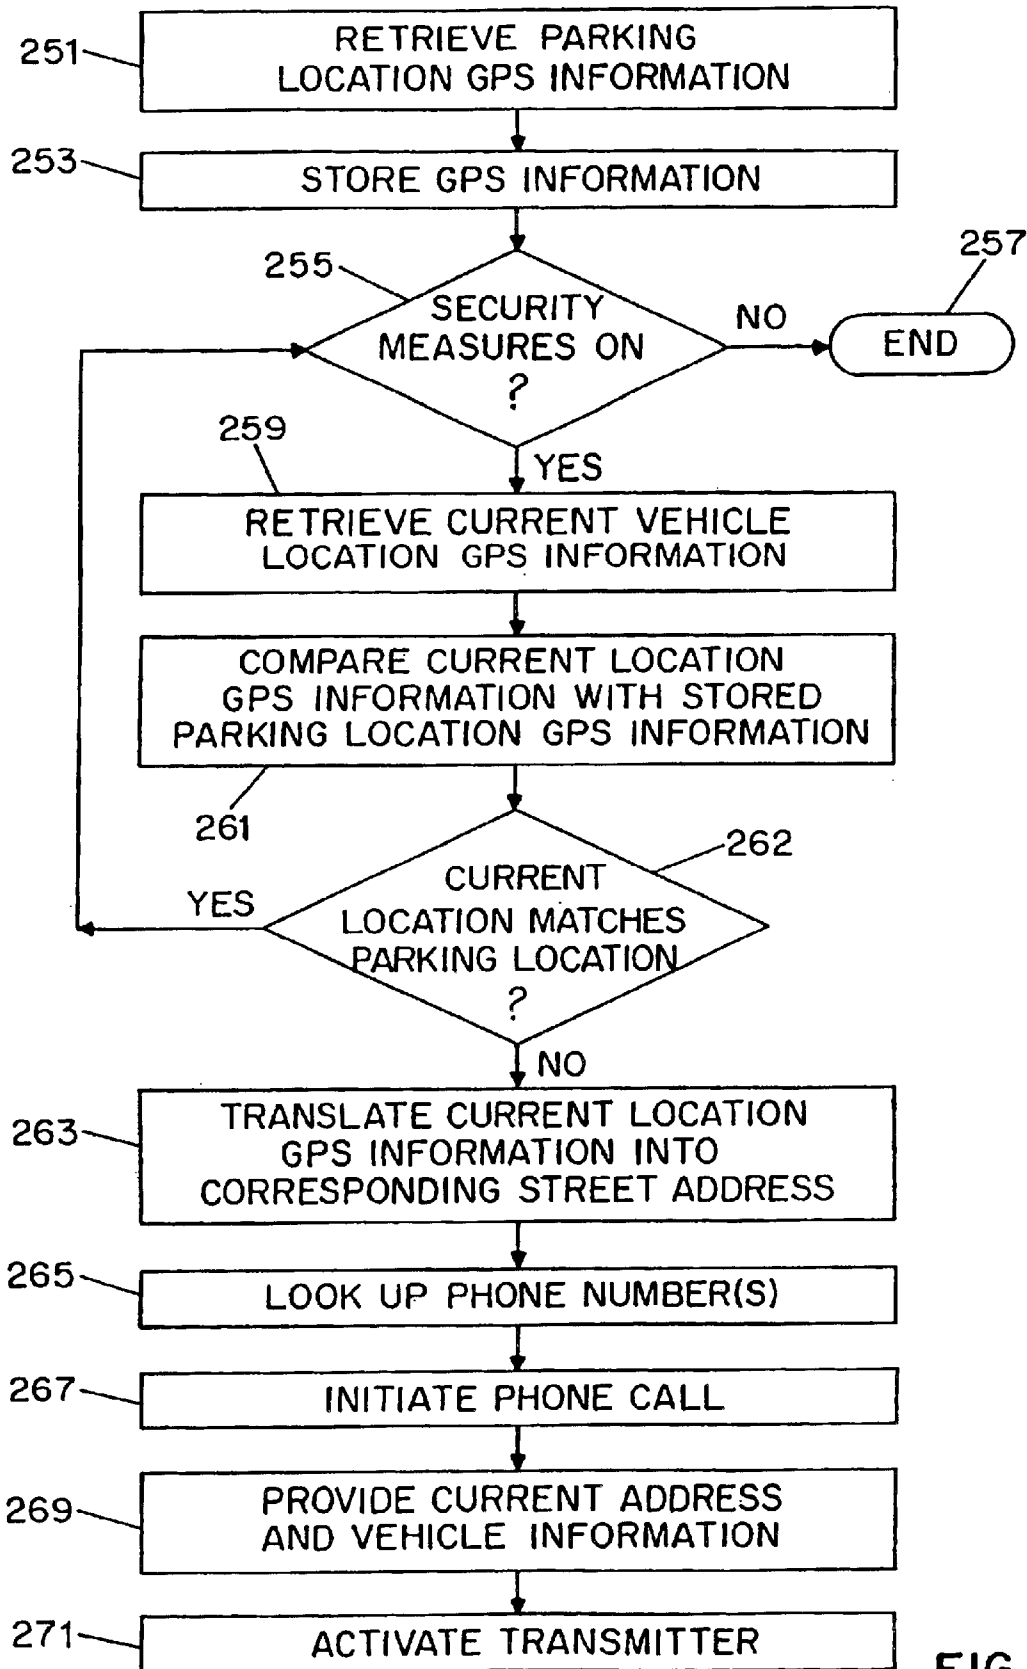 251
RETRIEVE PARKING
LOCATION GPS INFORMATION
253
STORE GPS INFORMATION
255
SECURITY
MEASURES ON
?
NO
257
END
YES
259
RETRIEVE CURRENT VEHICLE
LOCATION GPS INFORMATION
COMPARE CURRENT LOCATION
GPS INFORMATION WITH STORED
PARKING LOCATION GPS INFORMATION
261
262
CURRENT
LOCATION MATCHES
PARKING LOCATION
?
YES
NO
263
TRANSLATE CURRENT LOCATION
GPS INFORMATION INTO
CORRESPONDING STREET ADDRESS
265
LOOK UP PHONE NUMBER(S)
267
INITIATE PHONE CALL
269
PROVIDE CURRENT ADDRESS
AND VEHICLE INFORMATION
271
ACTIVATE TRANSMITTER
FIG